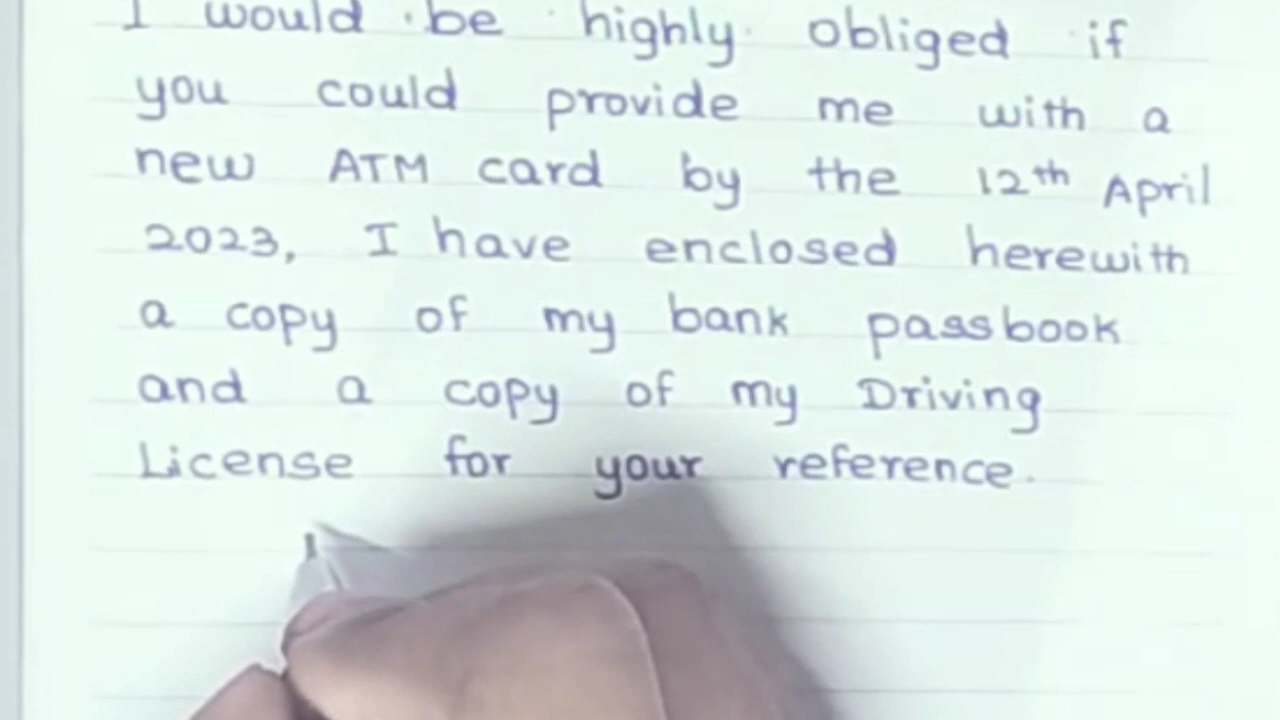 I would be highly obliged if
you could provide me with a
new ATM card by the 12th April
2023, I have enclosed herewith
a copy of my bank passbook
and a copy of my Driving
License for your reference.